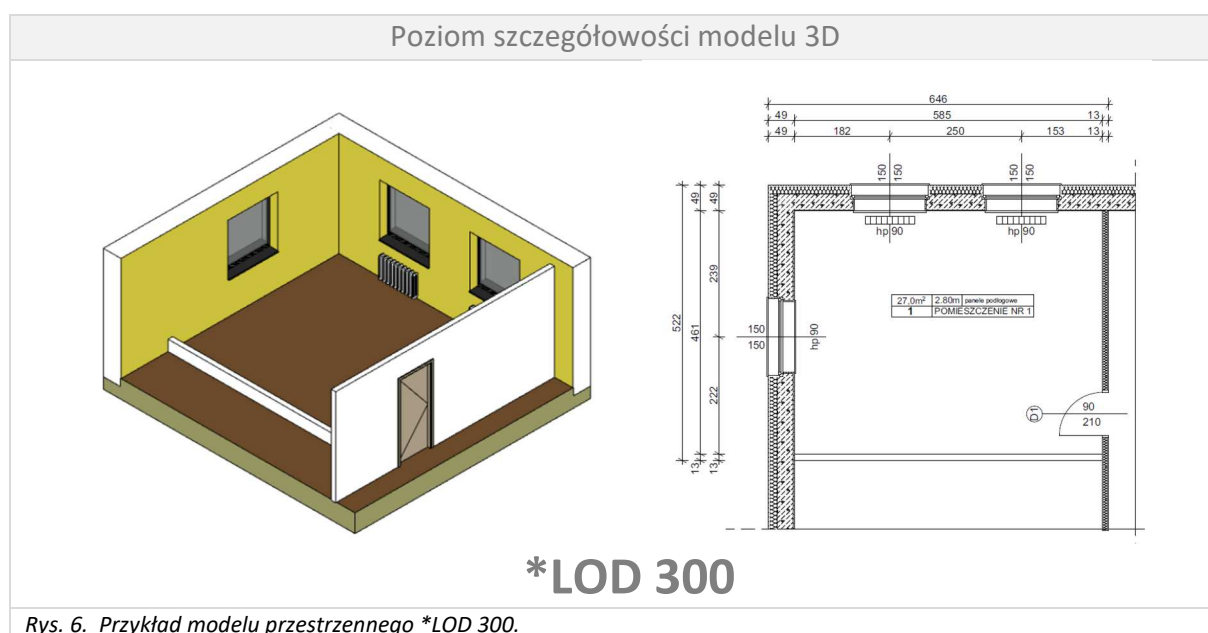 Poziom szczegółowości modelu 3D
646
49 585 13
49 182 250 153 13
150 150 150 150
49 49
hp 90 hp 90
239
27,0m² 2.80m panele podłogowe
1 POMIESZCZENIE NR 1
522 461
150 hp 90
150
222
D1 90
210
13 13
*LOD 300
Rys. 6. Przykład modelu przestrzennego *LOD 300.